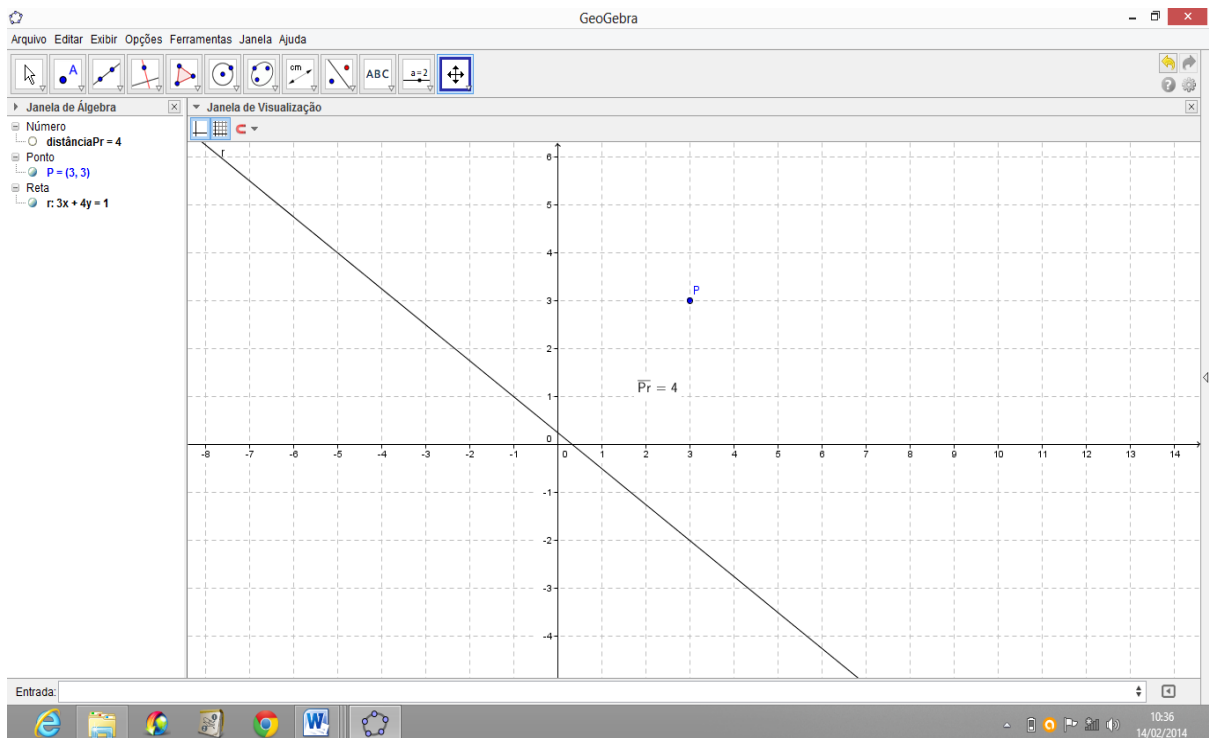 GeoGebra
Arquivo Editar Exibir Opções Ferramentas Janela Ajuda
A cm ABC a=2
Janela de Álgebra
Janela de Visualização
Número
distânciaPr = 4
Ponto
P = (3, 3)
Reta
r: 3x + 4y = 1
r
6
5
4
3
P
2
Pr = 4
1
0
-8 -7 -6 -5 -4 -3 -2 -1 0 1 2 3 4 5 6 7 8 9 10 11 12 13 14
-1
-2
-3
-4
Entrada:
W
10:36
14/02/2014